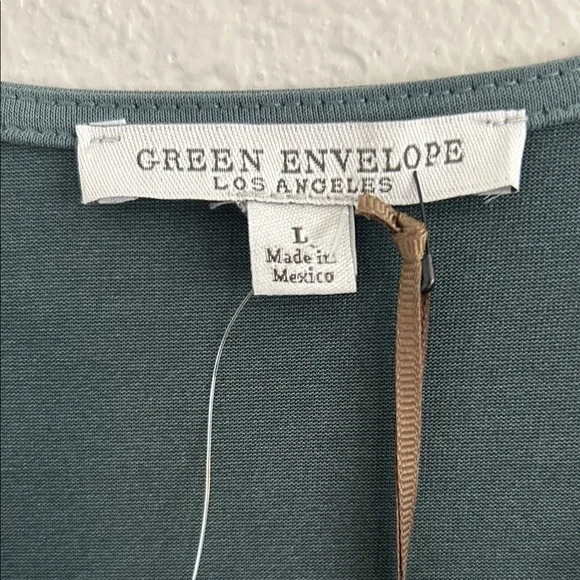 GREEN ENVELOPE
LOS ANGELES
L
Made in
Mexico